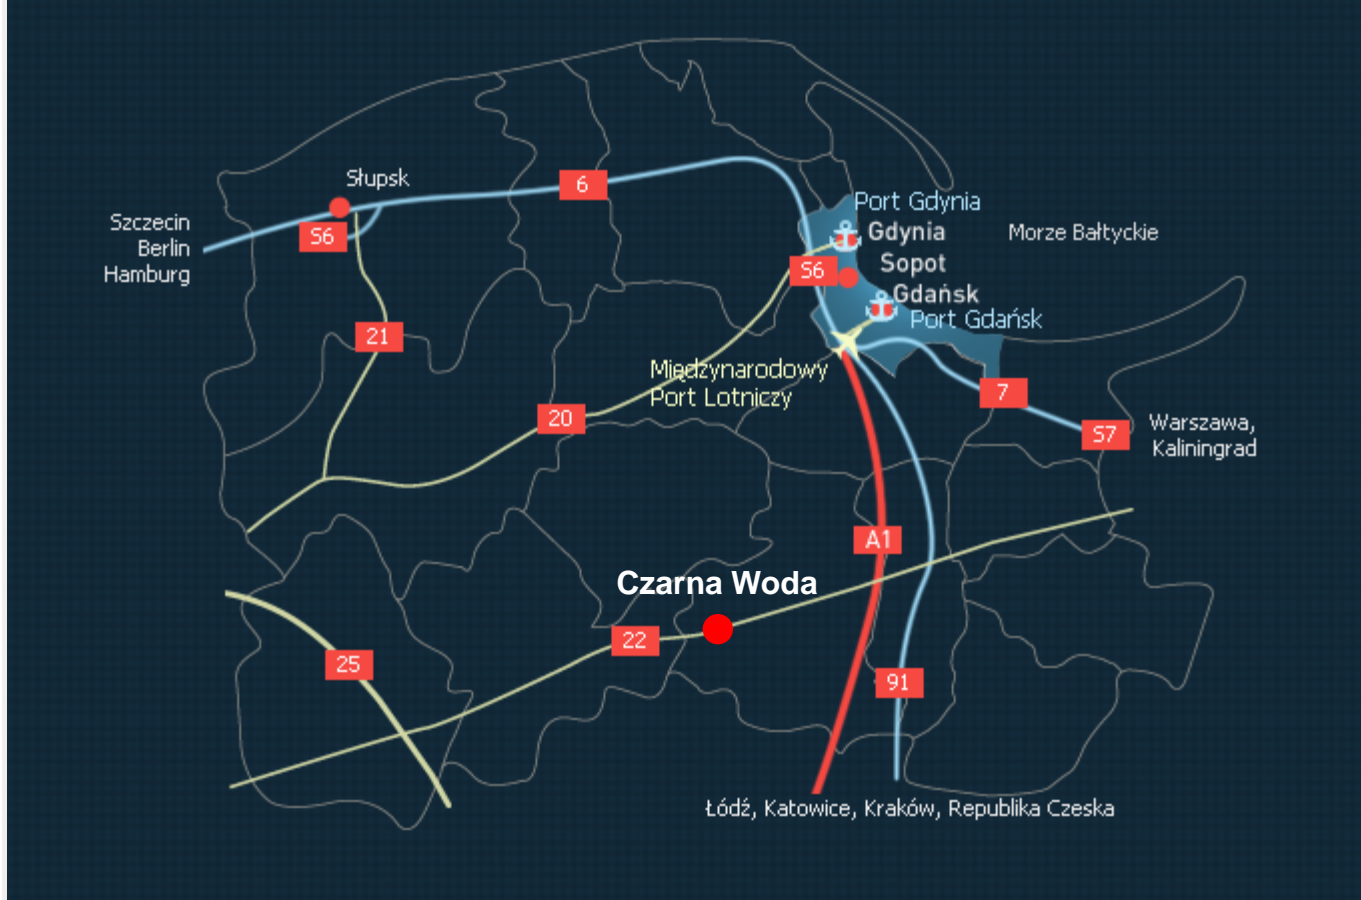 Słupsk
6
Szczecin
Berlin
Hamburg
S6
Port Gdynia
Gdynia
Morze Bałtyckie
Sopot
S6
Gdańsk
Port Gdańsk
21
Międzynarodowy
Port Lotniczy
7
20
S7
Warszawa,
Kaliningrad
A1
Czarna Woda
22
25
91
Łódź, Katowice, Kraków, Republika Czeska